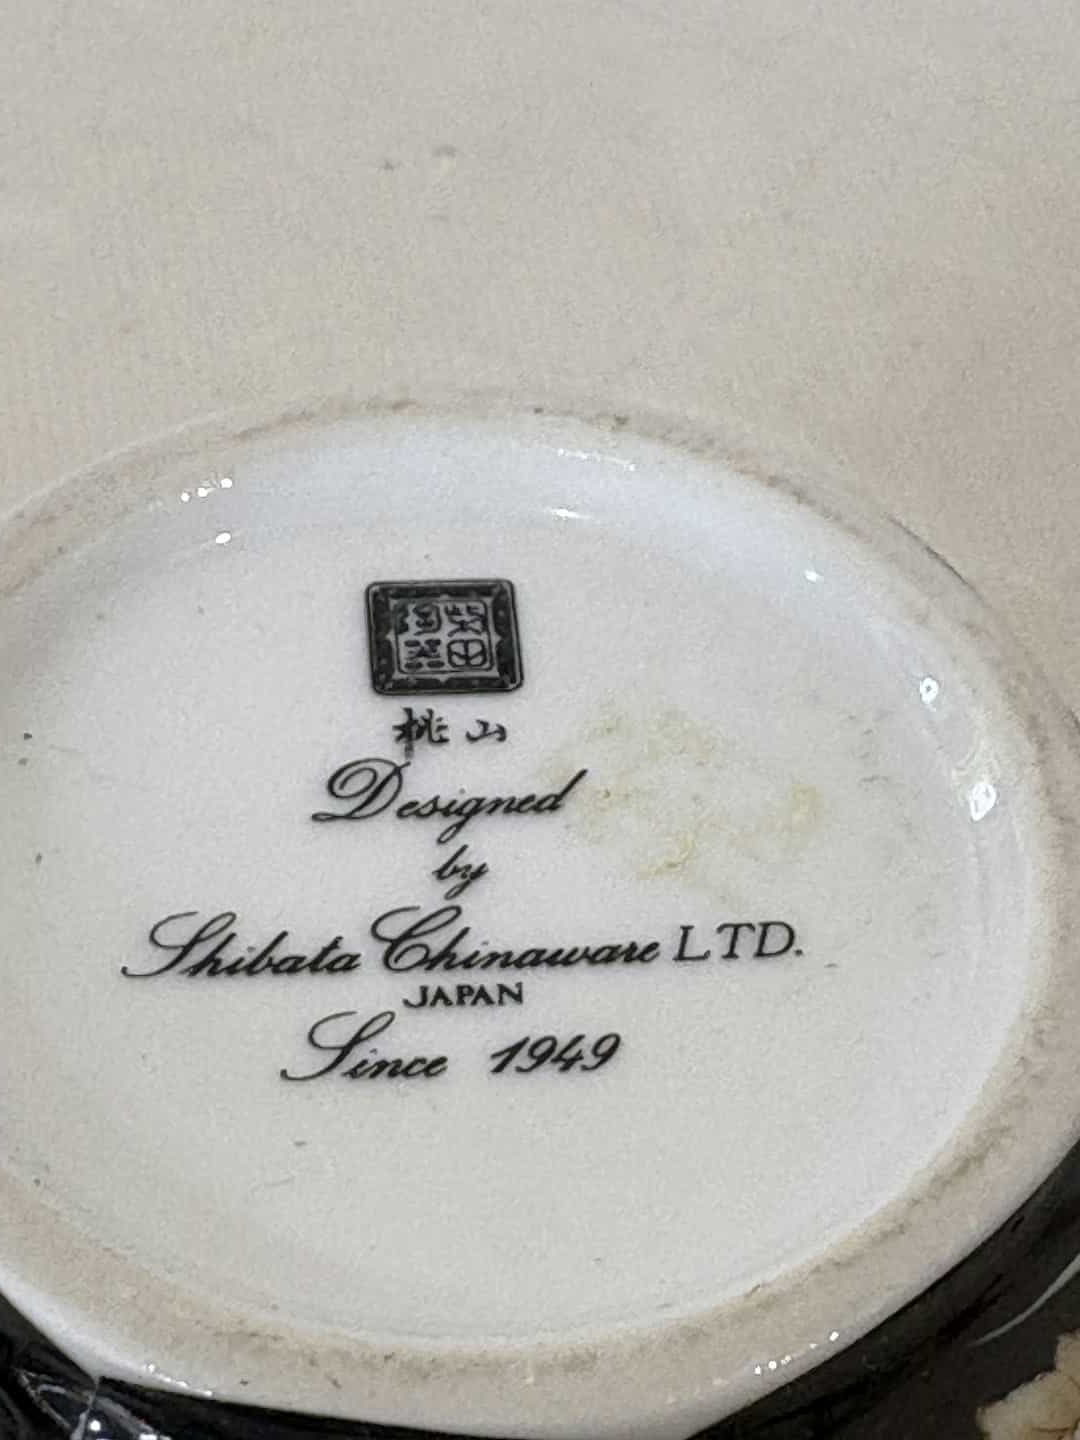 桃山
Designed
by
Shibata Chinaware LTD.
JAPAN
Since 1949